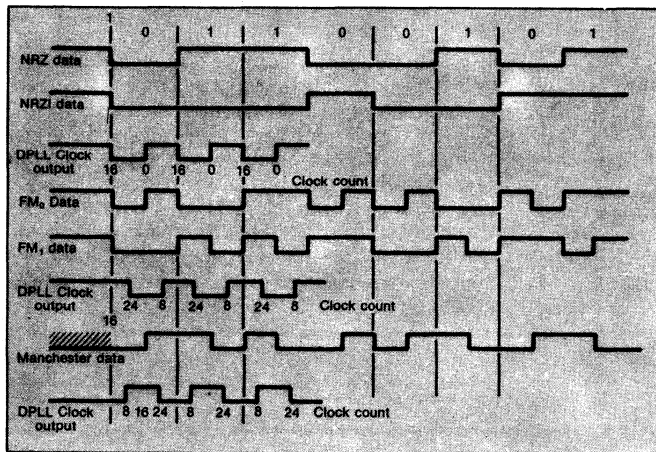 1
0 1 1 0 0 1 0 1
NRZ data
NRZI data
DPLL Clock
output
16 0 16 0 16 0
Clock count
FM₀ Data
FM₁ data
DPLL Clock
output
24 8 24 8 24 8
Clock count
16
Manchester data
DPLL Clock
output
8 16 24 8 24 8 24
Clock count